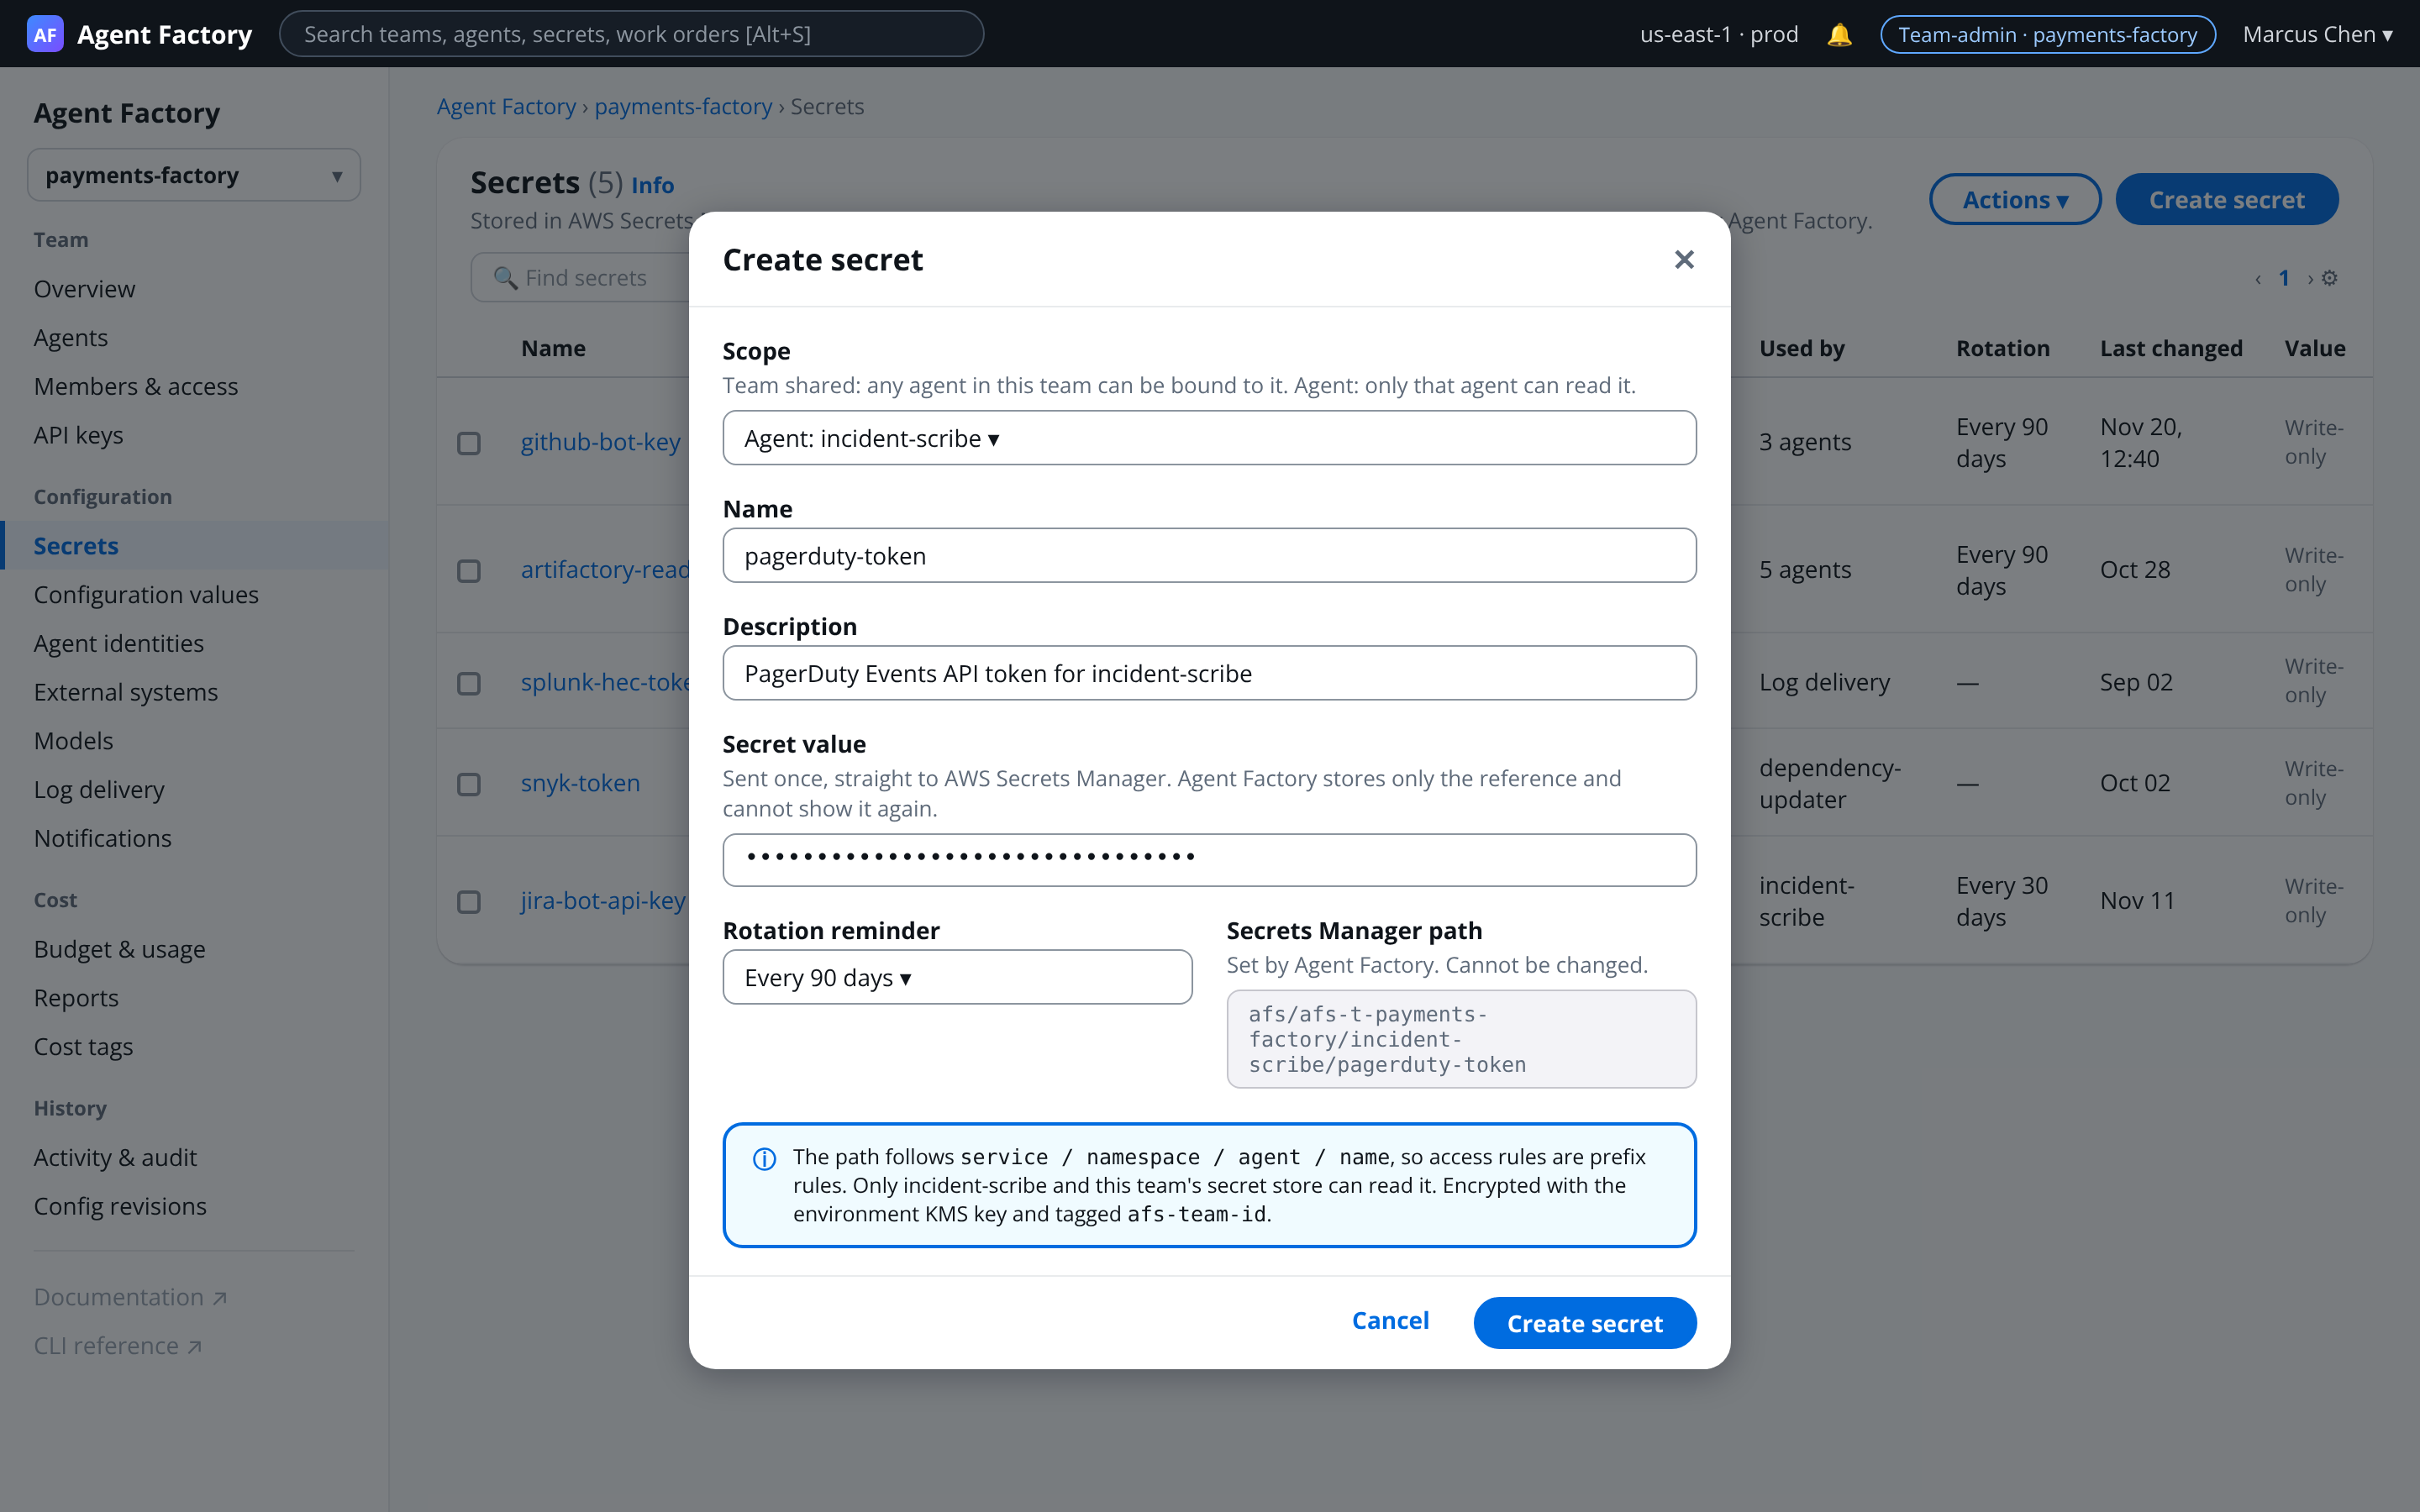 AF Agent Factory Search teams, agents, secrets, work orders [Alt+S] us-east-1 · prod Team-admin · payments-factory Marcus Chen ▾
Agent Factory
payments-factory ▾
Team
Overview
Agents
Members & access
API keys
Configuration
Secrets
Configuration values
Agent identities
External systems
Models
Log delivery
Notifications
Cost
Budget & usage
Reports
Cost tags
History
Activity & audit
Config revisions
Documentation ↗
CLI reference ↗
Agent Factory › payments-factory › Secrets
Secrets (5) Info
Stored in AWS Secrets
Agent Factory.
Actions ▾ Create secret
Find secrets
‹ 1 ›
Name Used by Rotation Last changed Value
github-bot-key 3 agents Every 90 days Nov 20, 12:40 Write-only
artifactory-read 5 agents Every 90 days Oct 28 Write-only
splunk-hec-toke Log delivery — Sep 02 Write-only
snyk-token dependency-updater — Oct 02 Write-only
jira-bot-api-key incident-scribe Every 30 days Nov 11 Write-only
Create secret ✕
Scope
Team shared: any agent in this team can be bound to it. Agent: only that agent can read it.
Agent: incident-scribe ▾
Name
pagerduty-token
Description
PagerDuty Events API token for incident-scribe
Secret value
Sent once, straight to AWS Secrets Manager. Agent Factory stores only the reference and
cannot show it again.
••••••••••••••••••••••••••••••••
Rotation reminder
Every 90 days ▾
Secrets Manager path
Set by Agent Factory. Cannot be changed.
afs/afs-t-payments-
factory/incident-
scribe/pagerduty-token
The path follows service / namespace / agent / name, so access rules are prefix
rules. Only incident-scribe and this team's secret store can read it. Encrypted with the
environment KMS key and tagged afs-team-id.
Cancel Create secret